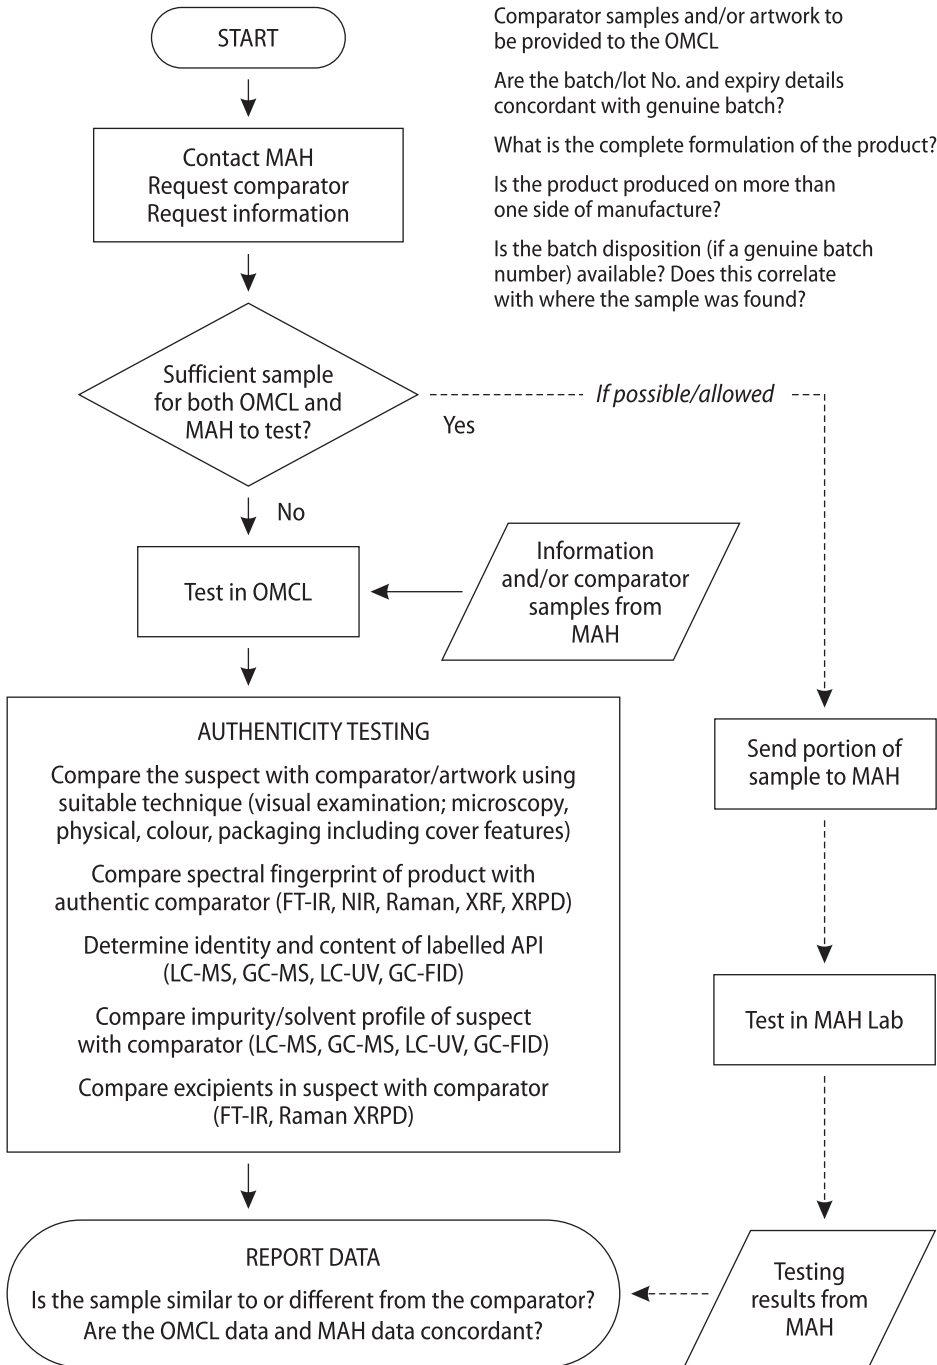 START
Contact MAH
Request comparator
Request information
Comparator samples and/or artwork to
be provided to the OMCL
Are the batch/lot No. and expiry details
concordant with genuine batch?
What is the complete formulation of the product?
Is the product produced on more than
one side of manufacture?
Is the batch disposition (if a genuine batch
number) available? Does this correlate
with where the sample was found?
Sufficient sample
for both OMCL and
MAH to test?
Yes
If possible/allowed
No
Test in OMCL
Information
and/or comparator
samples from
MAH
AUTHENTICITY TESTING
Compare the suspect with comparator/artwork using
suitable technique (visual examination; microscopy,
physical, colour, packaging including cover features)
Compare spectral fingerprint of product with
authentic comparator (FT-IR, NIR, Raman, XRF, XRPD)
Determine identity and content of labelled API
(LC-MS, GC-MS, LC-UV, GC-FID)
Compare impurity/solvent profile of suspect
with comparator (LC-MS, GC-MS, LC-UV, GC-FID)
Compare excipients in suspect with comparator
(FT-IR, Raman XRPD)
Send portion of
sample to MAH
Test in MAH Lab
Testing
results from
MAH
REPORT DATA
Is the sample similar to or different from the comparator?
Are the OMCL data and MAH data concordant?